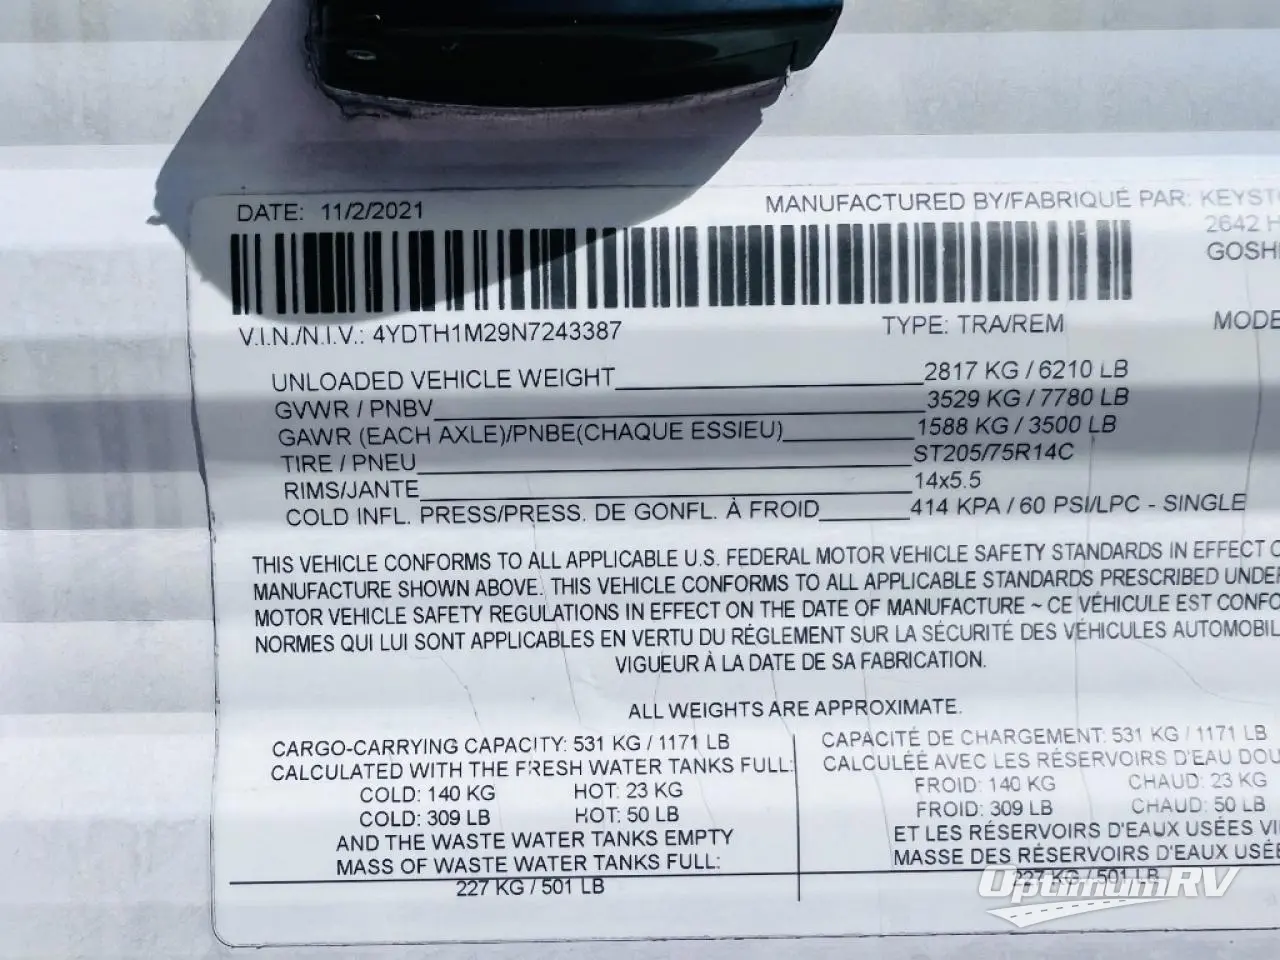 DATE: 11/2/2021
MANUFACTURED BY/FABRIQUÉ PAR: KEYSTO
2642 H
GOSHE
V.I.N./N.I.V.: 4YDTH1M29N7243387
TYPE: TRA/REM
MODE
UNLOADED VEHICLE WEIGHT 2817 KG / 6210 LB
GVWR / PNBV 3529 KG / 7780 LB
GAWR (EACH AXLE)/PNBE(CHAQUE ESSIEU) 1588 KG / 3500 LB
TIRE / PNEU ST205/75R14C
RIMS/JANTE 14x5.5
COLD INFL. PRESS/PRESS. DE GONFL. À FROID 414 KPA / 60 PSI/LPC - SINGLE
THIS VEHICLE CONFORMS TO ALL APPLICABLE U.S. FEDERAL MOTOR VEHICLE SAFETY STANDARDS IN EFFECT O
MANUFACTURE SHOWN ABOVE. THIS VEHICLE CONFORMS TO ALL APPLICABLE STANDARDS PRESCRIBED UNDE
MOTOR VEHICLE SAFETY REGULATIONS IN EFFECT ON THE DATE OF MANUFACTURE ~ CE VÉHICULE EST CONFO
NORMES QUI LUI SONT APPLICABLES EN VERTU DU RÉGLEMENT SUR LA SÉCURITÉ DES VÉHICULES AUTOMOBIL
VIGUEUR À LA DATE DE SA FABRICATION.
ALL WEIGHTS ARE APPROXIMATE.
CARGO-CARRYING CAPACITY: 531 KG / 1171 LB
CALCULATED WITH THE FRESH WATER TANKS FULL:
COLD: 140 KG HOT: 23 KG
COLD: 309 LB HOT: 50 LB
AND THE WASTE WATER TANKS EMPTY
MASS OF WASTE WATER TANKS FULL:
227 KG / 501 LB
CAPACITÉ DE CHARGEMENT: 531 KG / 1171 LB
CALCULÉE AVEC LES RÉSERVOIRS D'EAU DOU
FROID: 140 KG CHAUD: 23 KG
FROID: 309 LB CHAUD: 50 LB
ET LES RÉSERVOIRS D'EAUX USÉES VI
MASSE DES RÉSERVOIRS D'EAUX USÉE
227 KG / 501 LB
OptimumRV